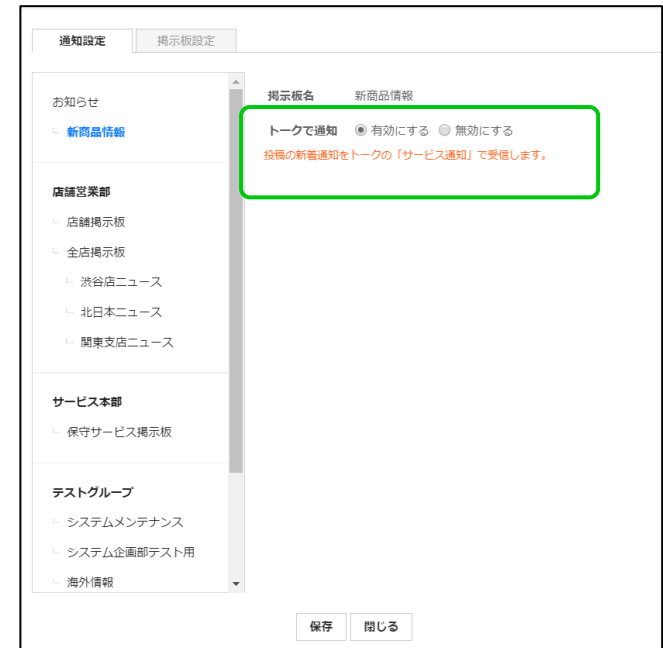 通知設定 掲示板設定
お知らせ
新商品情報
店舗営業部
店舗掲示板
全店掲示板
渋谷店ニュース
北日本ニュース
関東支店ニュース
サービス本部
保守サービス掲示板
テストグループ
システムメンテナンス
システム企画部テスト用
海外情報
掲示板名 新商品情報
トークで通知 有効にする 無効にする
投稿の新着通知をトークの「サービス通知」で受信します。
保存 閉じる